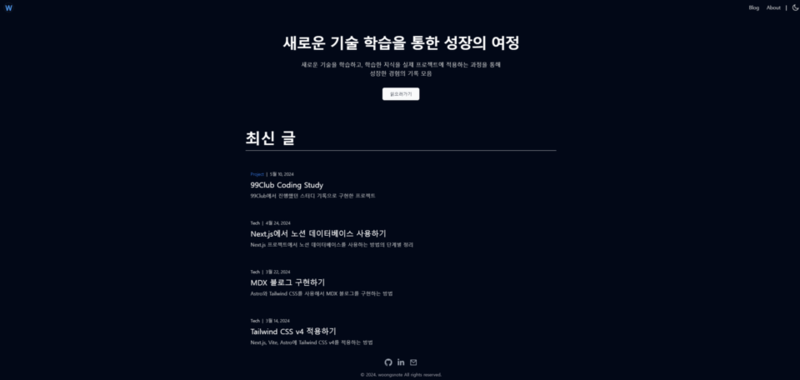 W
Blog About |
새로운 기술 학습을 통한 성장의 여정
새로운 기술을 학습하고, 학습한 지식을 실제 프로젝트에 적용하는 과정을 통해
성장한 경험의 기록 모음
최신 글
Project | 5월 10, 2024
99Club Coding Study
99Club에서 진행했던 스터디 기록으로 구현한 프로젝트
Tech | 4월 24, 2024
Next.js에서 노션 데이터베이스 사용하기
Next.js 프로젝트에서 노션 데이터베이스를 사용하는 방법의 단계별 정리
Tech | 3월 22, 2024
MDX 블로그 구현하기
Astro와 Tailwind CSS를 사용해서 MDX 블로그를 구현하는 방법
Tech | 3월 14, 2024
Tailwind CSS v4 적용하기
Next.js, Vite, Astro에 Tailwind CSS v4를 적용하는 방법
in
All rights reserved.